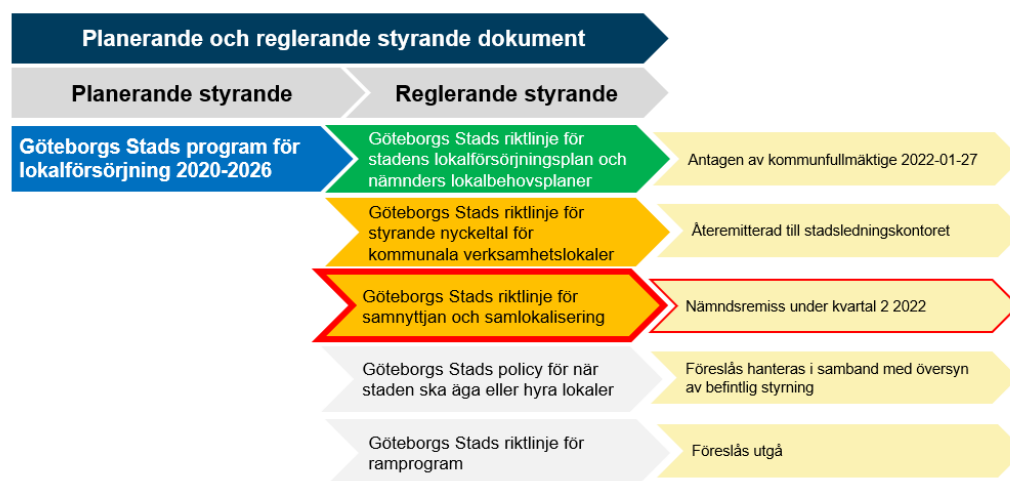 Planerande och reglerande styrande dokument
Planerande styrande
Reglerande styrande
Göteborgs Stads program för
lokalförsörjning 2020-2026
Göteborgs Stads riktlinje för
stadens lokalförsörjningsplan och
nämnders lokalbehovsplaner
Antagen av kommunfullmäktige 2022-01-27
Göteborgs Stads riktlinje för
styrande nyckeltal för
kommunala verksamhetslokaler
Återemitterad till stadsledningskontoret
Göteborgs Stads riktlinje för
samnyttjan och samlokalisering
Nämndsremiss under kvartal 2 2022
Göteborgs Stads policy för när
staden ska äga eller hyra lokaler
Föreslås hanteras i samband med översyn
av befintlig styrning
Göteborgs Stads riktlinje för
ramprogram
Föreslås utgå